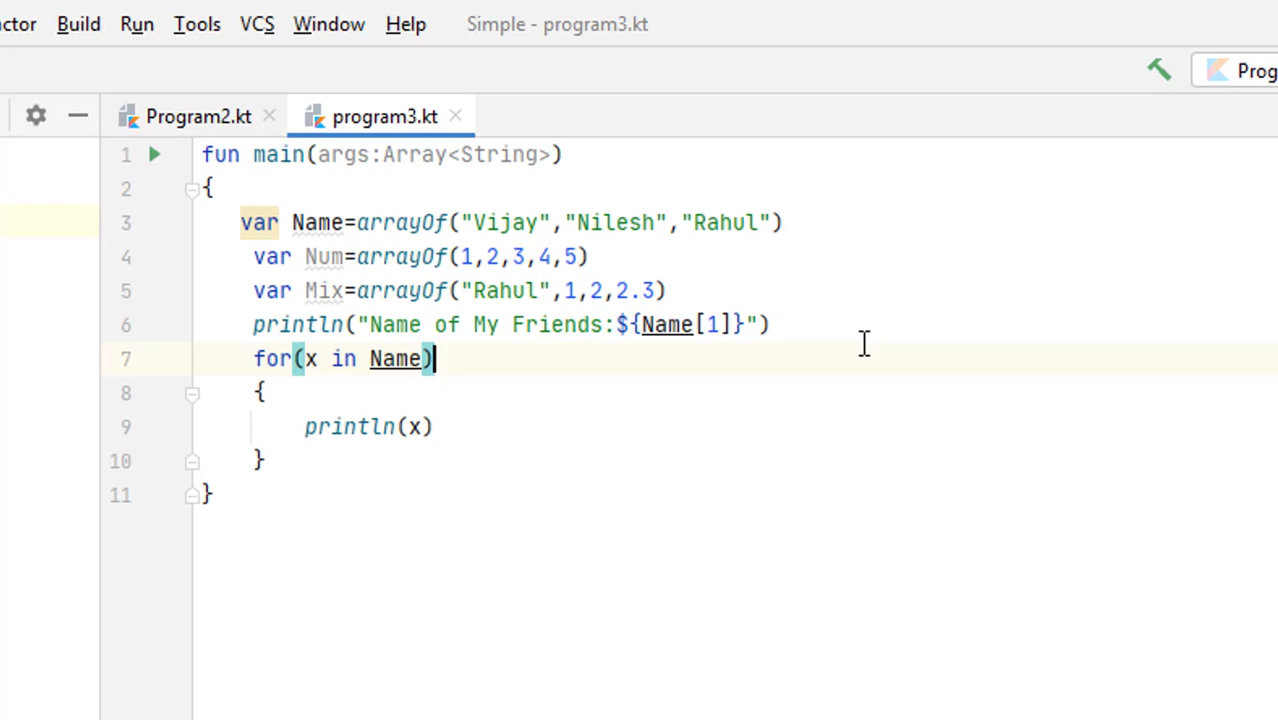 ctor Build Run Tools VCS Window Help Simple - program3.kt
Prog
Program2.kt program3.kt
1 fun main(args:Array<String>)
2 {
3 var Name=arrayOf("Vijay","Nilesh","Rahul")
4 var Num=arrayOf(1,2,3,4,5)
5 var Mix=arrayOf("Rahul",1,2,2.3)
6 println("Name of My Friends:${Name[1]}")
7 for(x in Name)
8 {
9 println(x)
10 }
11 }